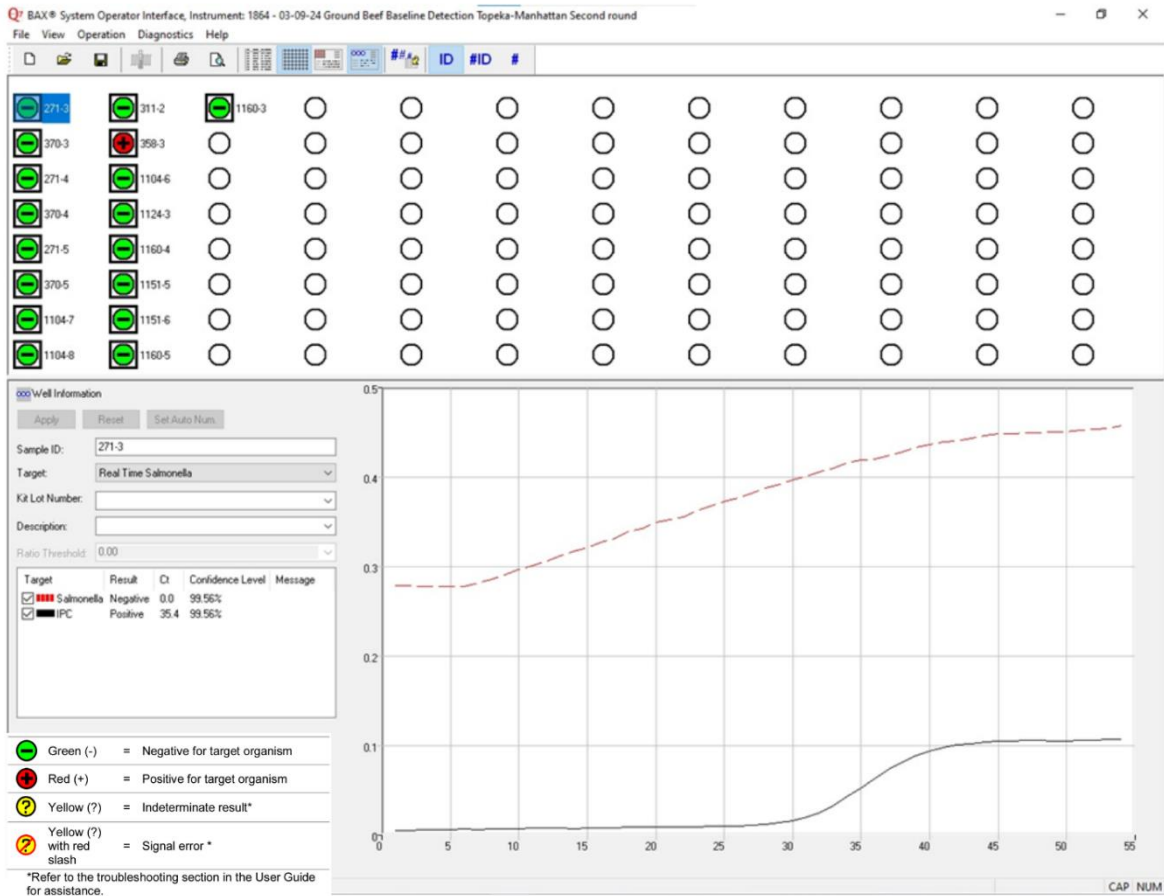 Q7 BAX® System Operator Interface, Instrument: 1864 - 03-09-24 Ground Beef Baseline Detection Topeka-Manhattan Second round
File View Operation Diagnostics Help
ID #ID #
271-3 311-2 1160-3
370-3 358-3
271-4 1104-6
370-4 1124-3
271-5 1160-4
370-5 1151-5
1104-7 1151-6
1104-8 1160-5
Well Information
Apply Reset Set Auto Num.
Sample ID: 271-3
Target: Real Time Salmonella
Kit Lot Number:
Description:
Ratio Threshold: 0.00
Target Result Ct Confidence Level Message
Salmonella Negative 0.0 99.56%
IPC Positive 35.4 99.56%
Green (-) = Negative for target organism
Red (+) = Positive for target organism
Yellow (?) = Indeterminate result*
Yellow (?)
with red = Signal error *
slash
*Refer to the troubleshooting section in the User Guide
for assistance.
0.5
0.4
0.3
0.2
0.1
0
0 5 10 15 20 25 30 35 40 45 50 55
CAP NUM